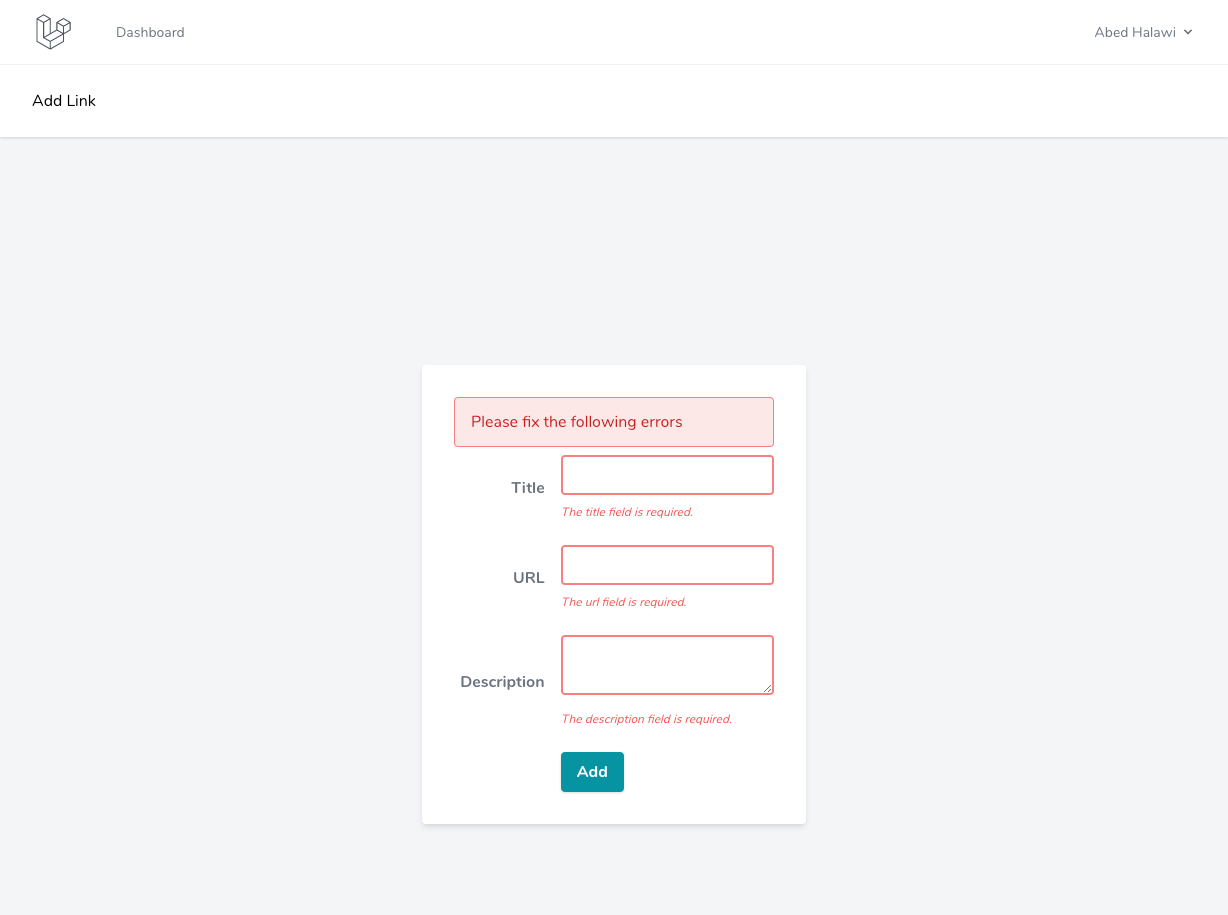 Dashboard
Abed Halawi
Add Link
Please fix the following errors
Title
The title field is required.
URL
The url field is required.
Description
The description field is required.
Add